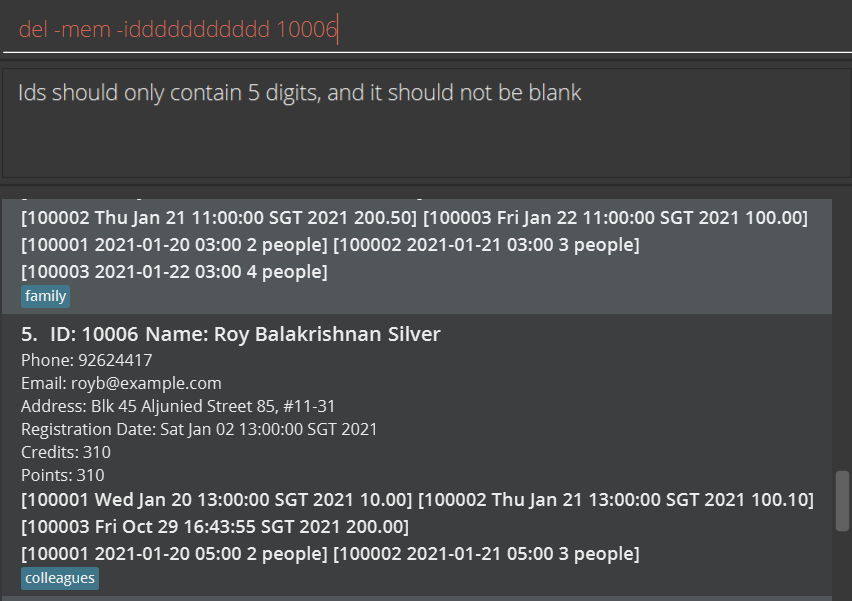 del -mem -iddddddddddd 10006
Ids should only contain 5 digits, and it should not be blank
[100002 Thu Jan 21 11:00:00 SGT 2021 200.50] [100003 Fri Jan 22 11:00:00 SGT 2021 100.00]
[100001 2021-01-20 03:00 2 people] [100002 2021-01-21 03:00 3 people]
[100003 2021-01-22 03:00 4 people]
family
5. ID: 10006 Name: Roy Balakrishnan Silver
Phone: 92624417
Email: royb@example.com
Address: Blk 45 Aljunied Street 85, #11-31
Registration Date: Sat Jan 02 13:00:00 SGT 2021
Credits: 310
Points: 310
[100001 Wed Jan 20 13:00:00 SGT 2021 10.00] [100002 Thu Jan 21 13:00:00 SGT 2021 100.10]
[100003 Fri Oct 29 16:43:55 SGT 2021 200.00]
[100001 2021-01-20 05:00 2 people] [100002 2021-01-21 05:00 3 people]
colleagues